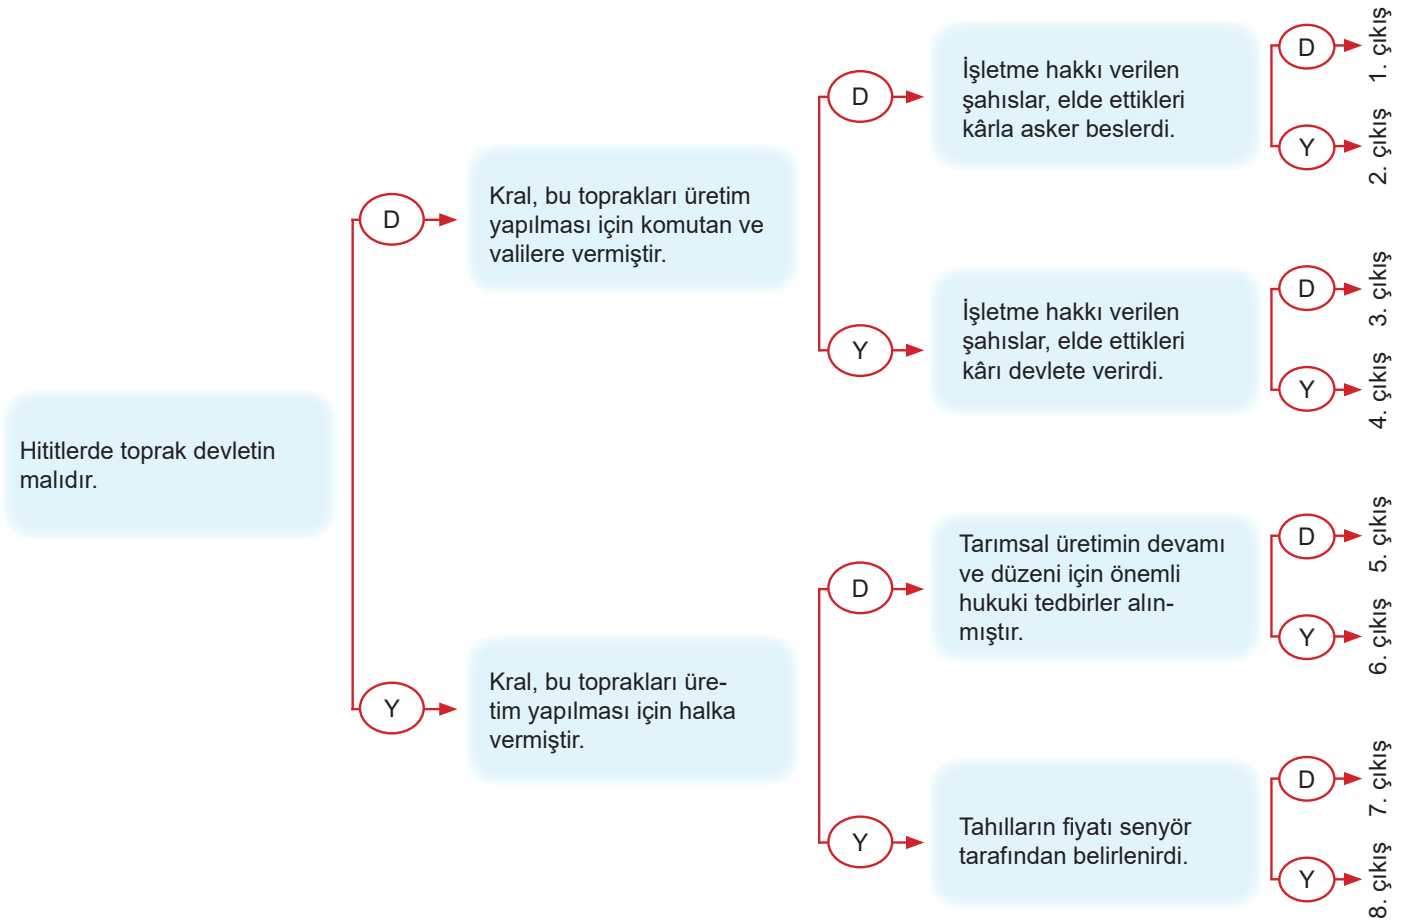 Hititlerde toprak devletin
malıdır.
D
Kral, bu toprakları üretim
yapılması için komutan ve
valilere vermiştir.
D
İşletme hakkı verilen
şahıslar, elde ettikleri
kârla asker beslerdi.
D
1. çıkış
Y
2. çıkış
Y
İşletme hakkı verilen
şahıslar, elde ettikleri
kârı devlete verirdi.
D
3. çıkış
Y
4. çıkış
Y
Kral, bu toprakları üre-
tim yapılması için halka
vermiştir.
D
Tarımsal üretimin devamı
ve düzeni için önemli
hukuki tedbirler alın-
mıştır.
D
5. çıkış
Y
6. çıkış
Y
Tahılların fiyatı senyör
tarafından belirlenirdi.
D
7. çıkış
Y
8. çıkış